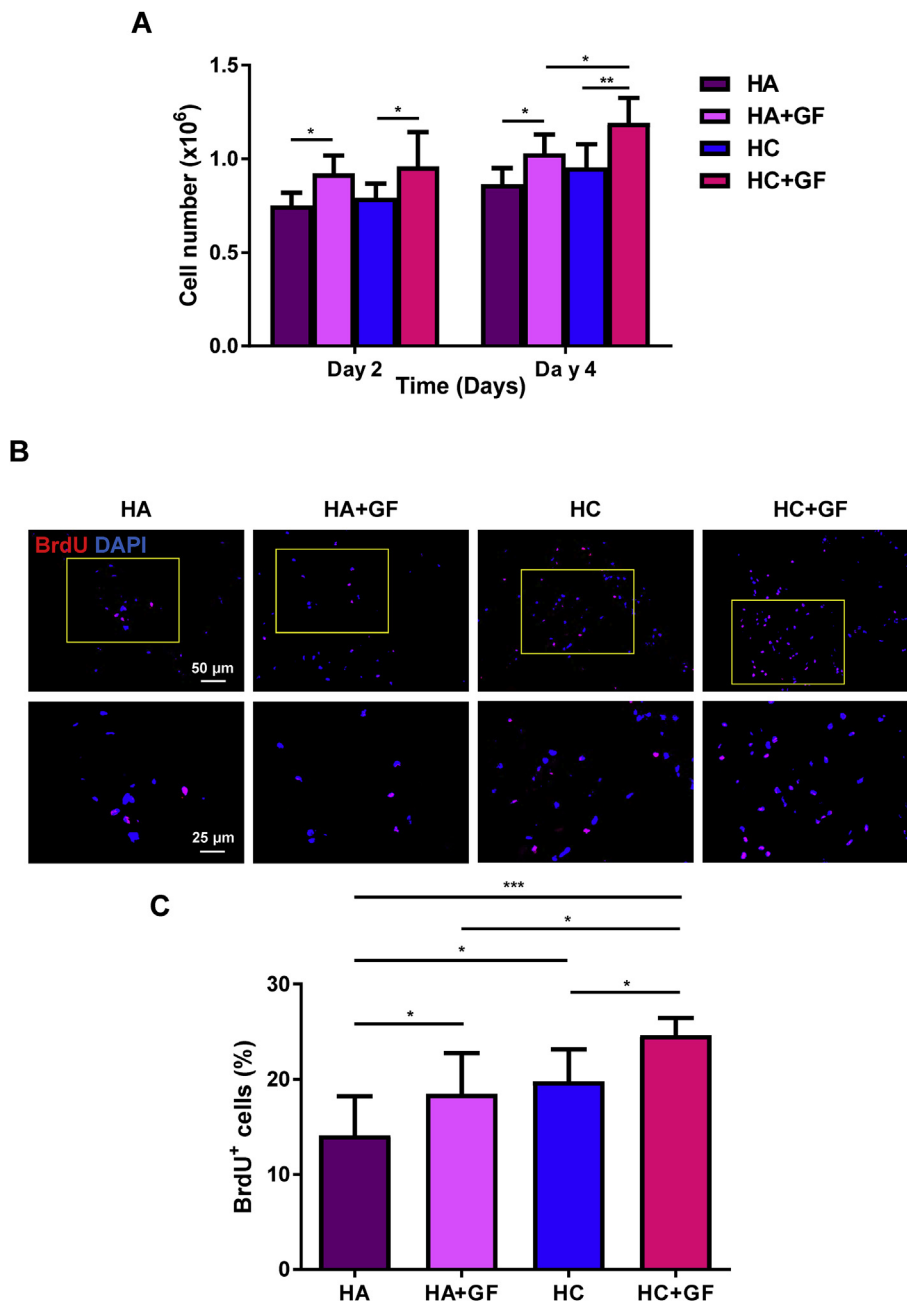 A
Cell number (x10⁶)
1.5
1.0
0.5
0.0
* * * * ** 
Day 2
Da y 4
Time (Days)
HA
HA+GF
HC
HC+GF
B
HA HA+GF HC HC+GF
BrdU DAPI
50 µm
25 µm
C
***
*
*
*
*
BrdU⁺ cells (%)
30
20
10
0
HA HA+GF HC HC+GF